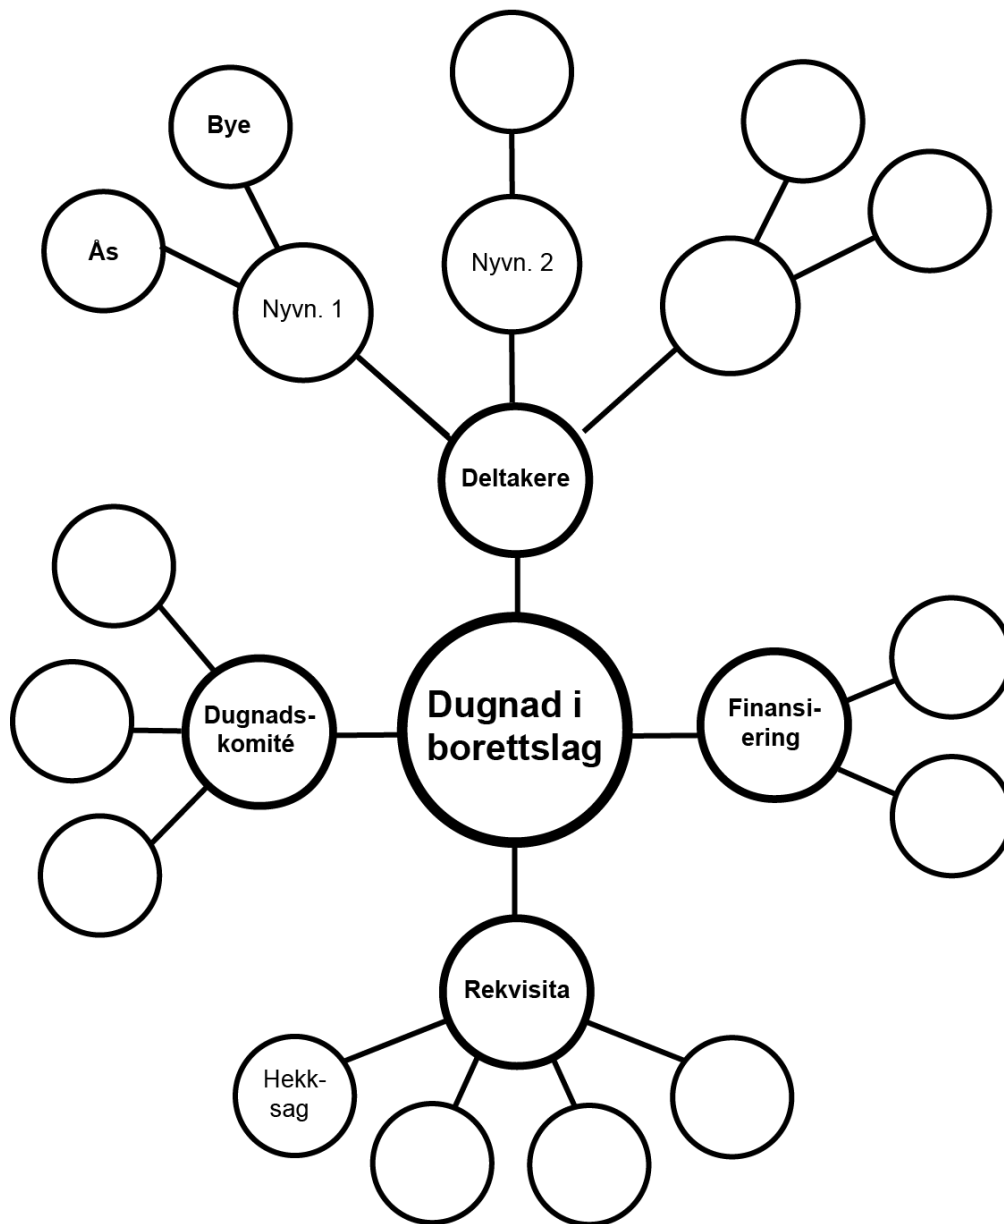 Bye
Ås
Nyvn. 1
Nyvn. 2
Deltakere
Dugnads-
komité
Dugnad i
borettslag
Finansi-
ering
Rekvisita
Hekk-
sag